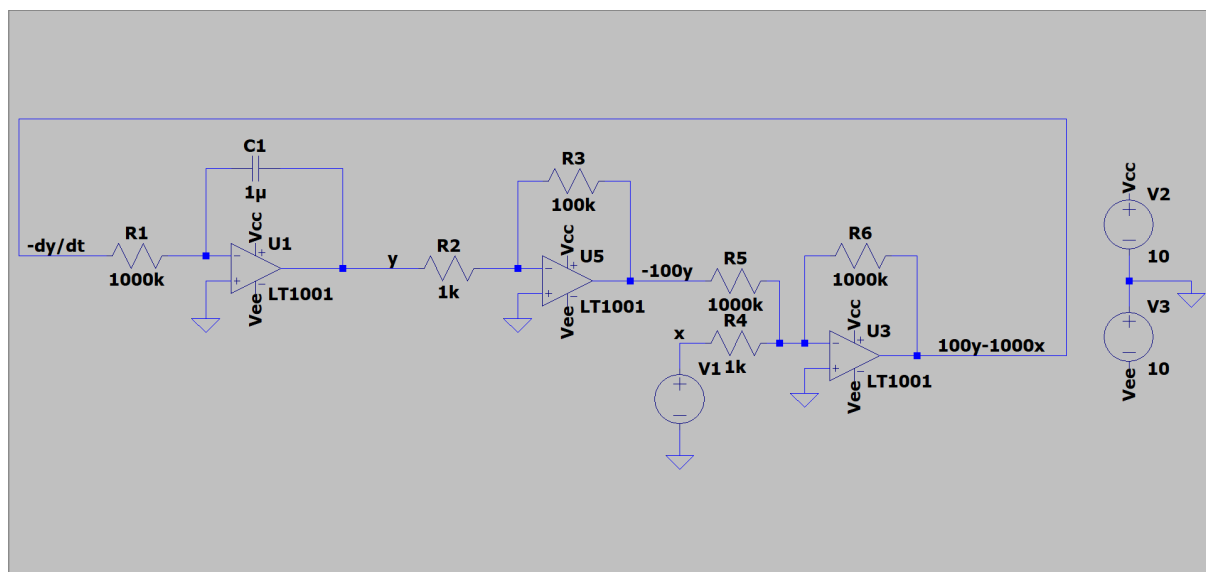 C1
1µ
R3
100k
Vcc
V2
10
-dy/dt
R1
1000k
Vcc
U1
LT1001
Vee
y
R2
1k
Vcc
U5
LT1001
Vee
-100y
R5
1000k
R6
1000k
x
R4
1k
V1
Vcc
U3
LT1001
Vee
100y-1000x
V3
10
Vee